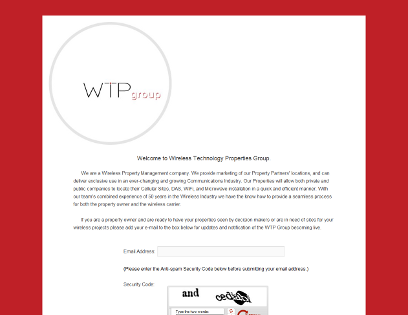 WTPgroup
Welcome to Wireless Technology Properties Group
We are a Wireless Property Management company. We provide marketing of our Property Partners' locations, and can
deliver exclusive use in an ever-changing and growing Communications Industry. Our Properties will allow both private and
public companies to locate their Cellular Sites, DAS, WiFi, and Microwave installation in a quick and efficient manner. With
our team's combined experience of 50 years in the Wireless Industry we have the know how to provide a seamless process
for both the property owner and the wireless carrier.
If you are a property owner and are ready to have your properties seen by decision makers or are in need of sites for your
wireless projects please add your e-mail to the box below for updates and notification of the WTP Group becoming live.
Email Address:
(Please enter the Anti-spam Security Code below before submitting your email address.)
Security Code:
and
Type the two words: